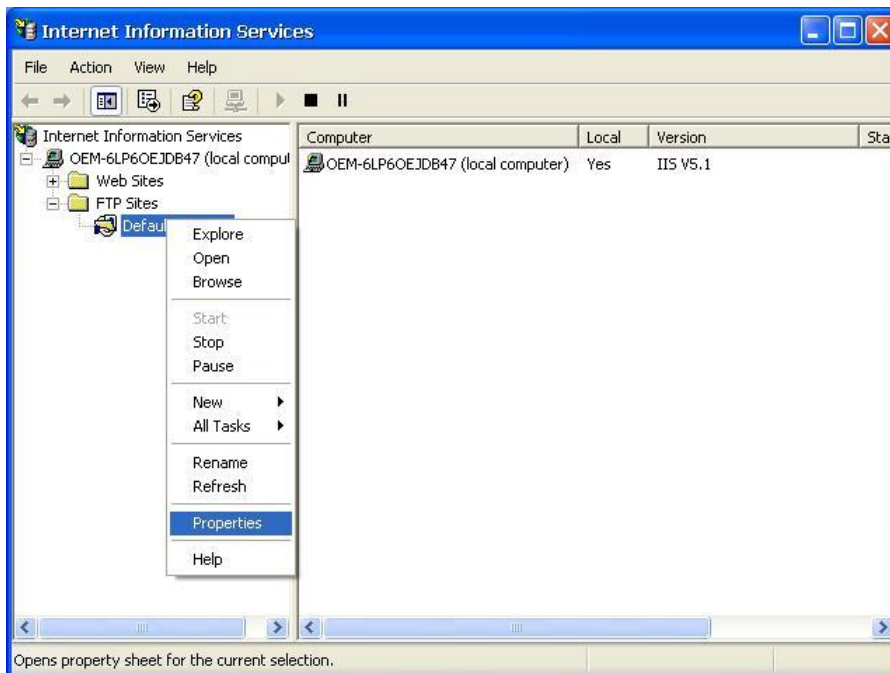 Internet Information Services
File Action View Help
Internet Information Services
OEM-6LP6OEJDB47 (local comput
Web Sites
FTP Sites
Defaul
Computer Local Version Sta
OEM-6LP6OEJDB47 (local computer) Yes IIS V5.1
Explore
Open
Browse
Start
Stop
Pause
New
All Tasks
Rename
Refresh
Properties
Help
Opens property sheet for the current selection.